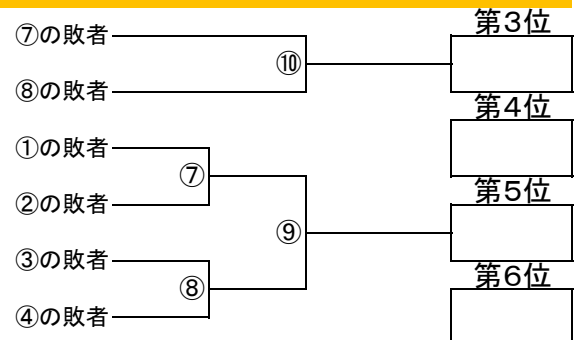 ⑦の敗者
⑧の敗者
⑩
第3位
第4位
①の敗者
②の敗者
⑦
③の敗者
④の敗者
⑧
⑨
第5位
第6位